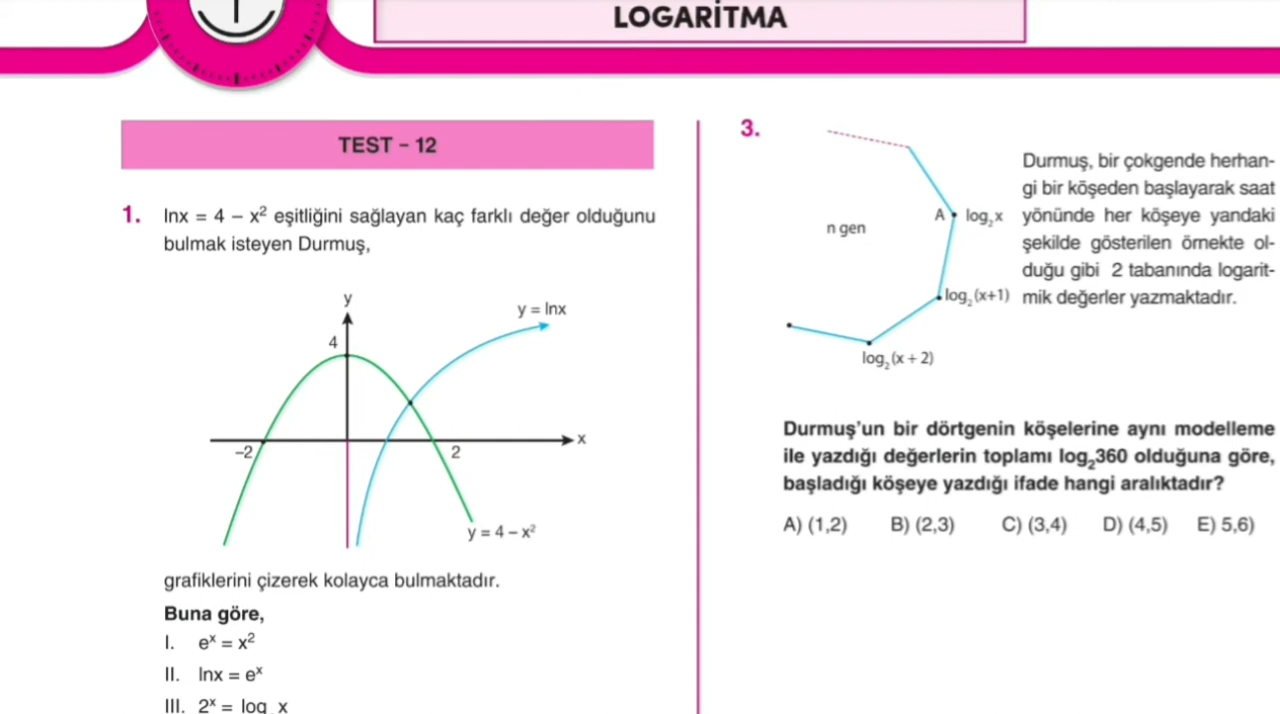 LOGARİTMA
TEST – 12
1. lnx = 4 – x² eşitliğini sağlayan kaç farklı değer olduğunu
bulmak isteyen Durmuş,
y
y = lnx
4
x
–2
2
y = 4 – x²
grafiklerini çizerek kolayca bulmaktadır.
Buna göre,
I. eˣ = x²
II. lnx = eˣ
III. 2ˣ = log x
3.
n gen
A
log₂x
log₂(x+1)
log₂(x + 2)
Durmuş, bir çokgende herhan-
gi bir köşeden başlayarak saat
yönünde her köşeye yandaki
şekilde gösterilen örnekte ol-
duğu gibi 2 tabanında logarit-
mik değerler yazmaktadır.
Durmuş'un bir dörtgenin köşelerine aynı modelleme
ile yazdığı değerlerin toplamı log₂360 olduğuna göre,
başladığı köşeye yazdığı ifade hangi aralıktadır?
A) (1,2) B) (2,3) C) (3,4) D) (4,5) E) 5,6)